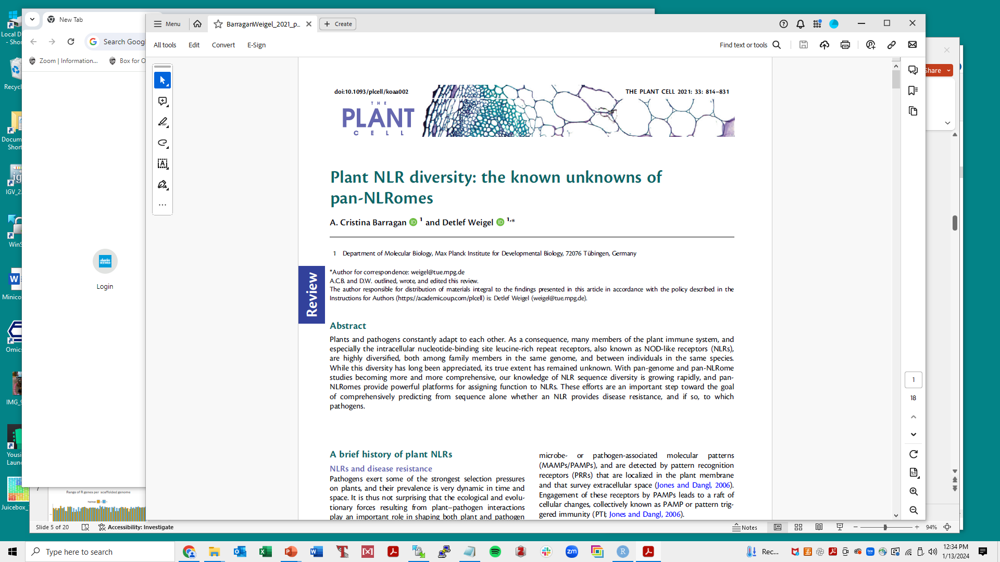 Local D
- Shor
Recycl
Docum
Short
IGV_2.
WinS
Minico
Omics
IMG_9
Yousi
Laun
Juicebox_
New Tab
Search Goog
Zoom | Information...
Box for O
Login
Menu
BarraganWeigel_2021_p...
Create
All tools
Edit
Convert
E-Sign
Find text or tools
Share
doi:10.1093/plcell/koaa002
THE PLANT CELL 2021: 33: 814–831
THE
PLANT
CELL
Plant NLR diversity: the known unknowns of
pan-NLRomes
A. Cristina Barragan iD 1 and Detlef Weigel iD 1,*
1 Department of Molecular Biology, Max Planck Institute for Developmental Biology, 72076 Tübingen, Germany
*Author for correspondence: weigel@tue.mpg.de
A.C.B. and D.W. outlined, wrote, and edited this review.
The author responsible for distribution of materials integral to the findings presented in this article in accordance with the policy described in the
Instructions for Authors (https://academic.oup.com/plcell) is: Detlef Weigel (weigel@tue.mpg.de).
Review
Abstract
Plants and pathogens constantly adapt to each other. As a consequence, many members of the plant immune system, and
especially the intracellular nucleotide-binding site leucine-rich repeat receptors, also known as NOD-like receptors (NLRs),
are highly diversified, both among family members in the same genome, and between individuals in the same species.
While this diversity has long been appreciated, its true extent has remained unknown. With pan-genome and pan-NLRome
studies becoming more and more comprehensive, our knowledge of NLR sequence diversity is growing rapidly, and pan-
NLRomes provide powerful platforms for assigning function to NLRs. These efforts are an important step toward the goal
of comprehensively predicting from sequence alone whether an NLR provides disease resistance, and if so, to which
pathogens.
A brief history of plant NLRs
NLRs and disease resistance
Pathogens exert some of the strongest selection pressures
on plants, and their prevalence is very dynamic in time and
space. It is thus not surprising that the ecological and evolu-
tionary forces resulting from plant–pathogen interactions
play an important role in shaping both plant and pathogen
microbe- or pathogen-associated molecular patterns
(MAMPs/PAMPs), and are detected by pattern recognition
receptors (PRRs) that are localized in the plant membrane
and that survey extracellular space (Jones and Dangl, 2006).
Engagement of these receptors by PAMPs leads to a raft of
cellular changes, collectively known as PAMP or pattern trig-
gered immunity (PTI; Jones and Dangl, 2006).
1
18
7
Range of R genes per scaffolded genome
Slide 5 of 20
Accessibility: Investigate
Notes
94%
Type here to search
Rec...
12:34 PM
1/13/2024